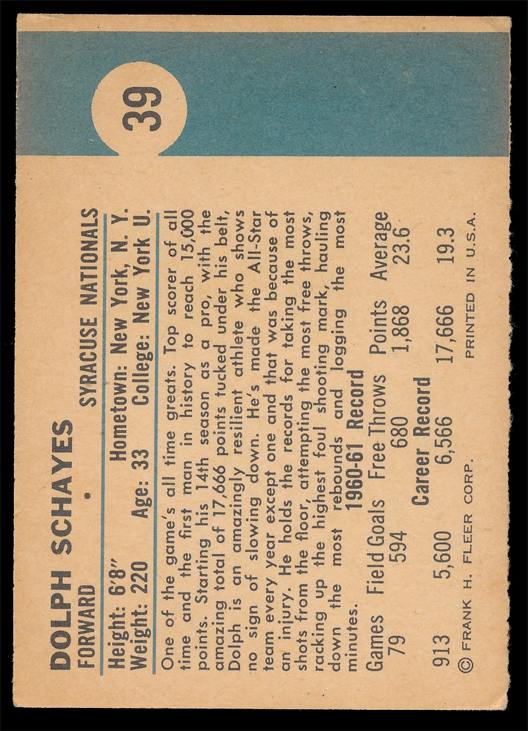 39
DOLPH SCHAYES
FORWARD SYRACUSE NATIONALS
Height: 6'8" Hometown: New York, N. Y.
Weight: 220 Age: 33 College: New York U.
One of the game's all time greats. Top scorer of all
time and the first man in history to reach 15,000
points. Starting his 14th season as a pro, with the
amazing total of 17,666 points tucked under his belt,
Dolph is an amazingly resilient athlete who shows
no sign of slowing down. He's made the All-Star
team every year except one and that was because of
an injury. He holds the records for taking the most
shots from the floor, attempting the most free throws,
racking up the highest foul shooting mark, hauling
down the most rebounds and logging the most
minutes.
1960-61 Record
Games Field Goals Free Throws Points Average
79 594 680 1,868 23.6
Career Record
913 5,600 6,566 17,666 19.3
© FRANK H. FLEER CORP. PRINTED IN U.S.A.